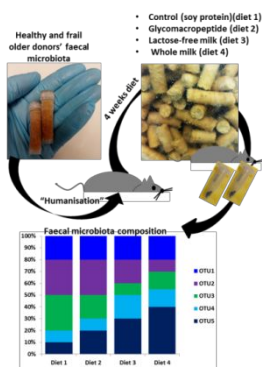 Healthy and frail
older donors' faecal
microbiota
• Control (soy protein)(diet 1)
• Glycomacropeptide (diet 2)
• Lactose-free milk (diet 3)
• Whole milk (diet 4)
4 weeks diet
"Humanisation"
Faecal microbiota composition
100%
90%
80%
70%
60%
50%
40%
30%
20%
10%
0%
OTU1
OTU2
OTU3
OTU4
OTU5
Diet 1 Diet 2 Diet 3 Diet 4